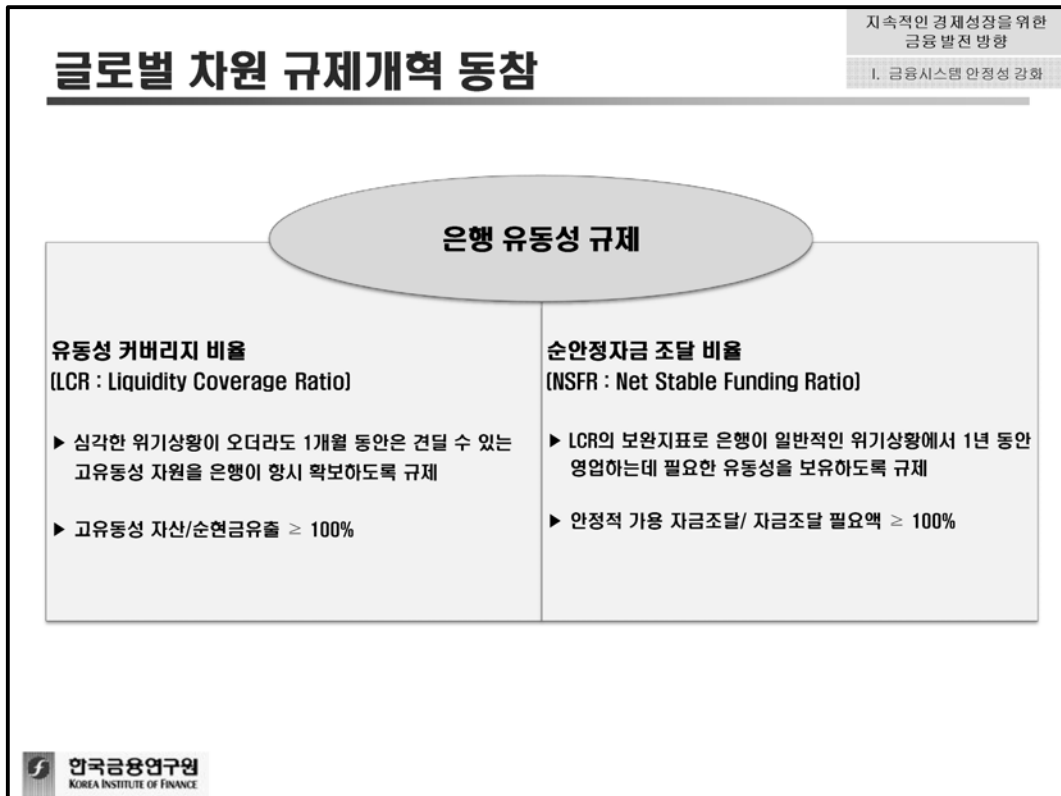 지속적인 경제성장을 위한
금융 발전 방향
I. 금융시스템 안정성 강화
글로벌 차원 규제개혁 동참
은행 유동성 규제
유동성 커버리지 비율
(LCR : Liquidity Coverage Ratio)
▶ 심각한 위기상황이 오더라도 1개월 동안은 견딜 수 있는
고유동성 자원을 은행이 항시 확보하도록 규제
▶ 고유동성 자산/순현금유출 ≥ 100%
순안정자금 조달 비율
(NSFR : Net Stable Funding Ratio)
▶ LCR의 보완지표로 은행이 일반적인 위기상황에서 1년 동안
영업하는데 필요한 유동성을 보유하도록 규제
▶ 안정적 가용 자금조달/ 자금조달 필요액 ≥ 100%
한국금융연구원
KOREA INSTITUTE OF FINANCE